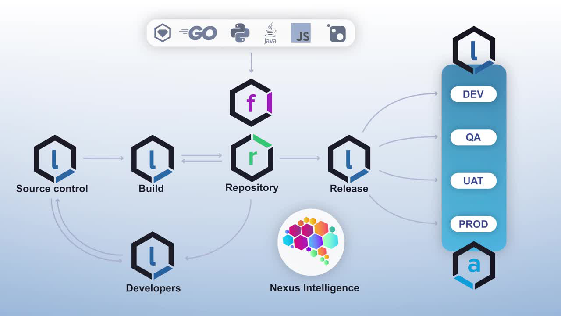 GO
Java
JS
f
l
l
l
r
l
DEV
QA
UAT
PROD
Source control
Build
Repository
Release
l
a
Developers
Nexus Intelligence